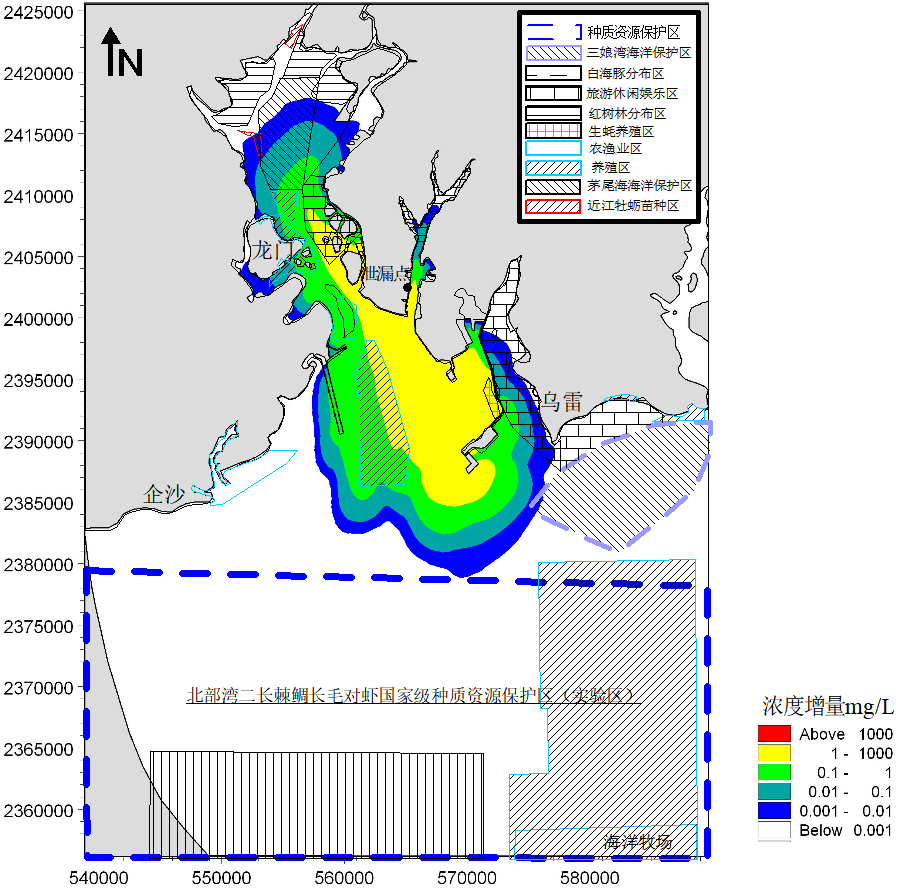 2425000
2420000
2415000
2410000
2405000
2400000
2395000
2390000
2385000
2380000
2375000
2370000
2365000
2360000
540000
550000
560000
570000
580000
N
种质资源保护区
三娘湾海洋保护区
白海豚分布区
旅游休闲娱乐区
红树林分布区
生蚝养殖区
农渔业区
养殖区
茅尾海海洋保护区
近江牡蛎苗种区
龙门
泄漏点
乌雷
企沙
北部湾二长棘鲷长毛对虾国家级种质资源保护区（实验区）
海洋牧场
浓度增量mg/L
Above 1000
1 - 1000
0.1 - 1
0.01 - 0.1
0.001 - 0.01
Below 0.001